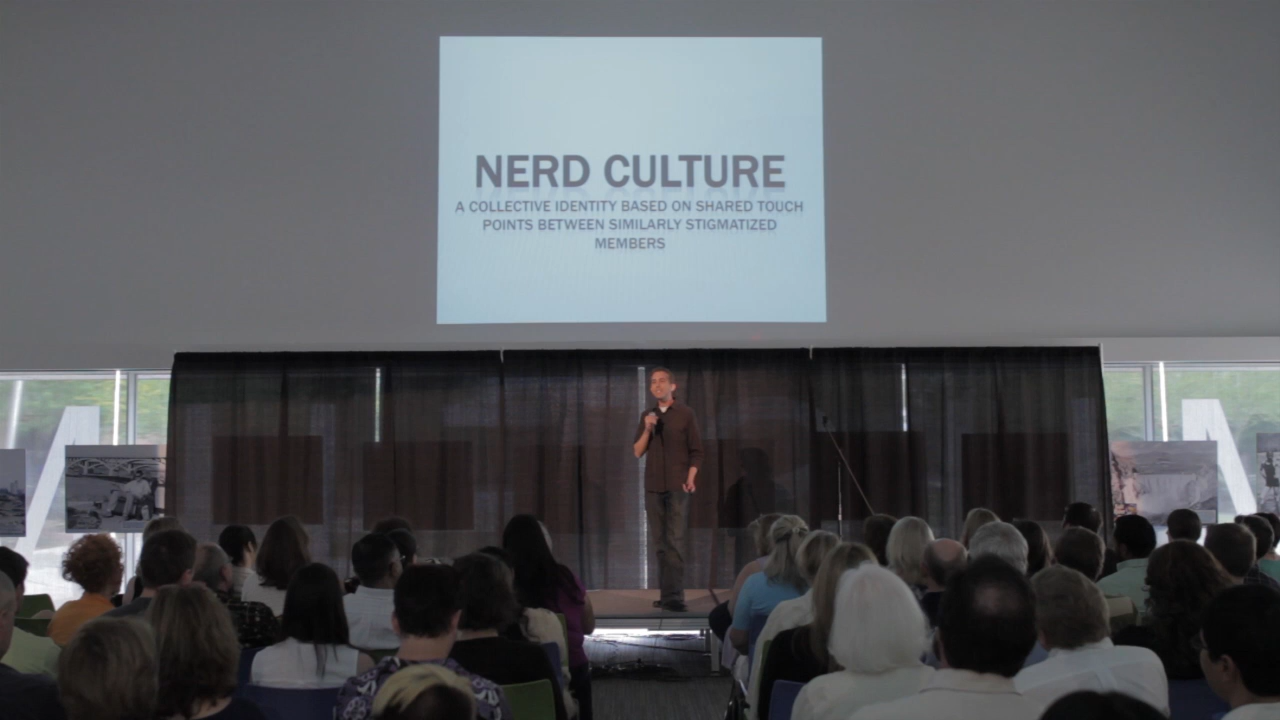 NERD CULTURE
A COLLECTIVE IDENTITY BASED ON SHARED TOUCH
POINTS BETWEEN SIMILARLY STIGMATIZED
MEMBERS